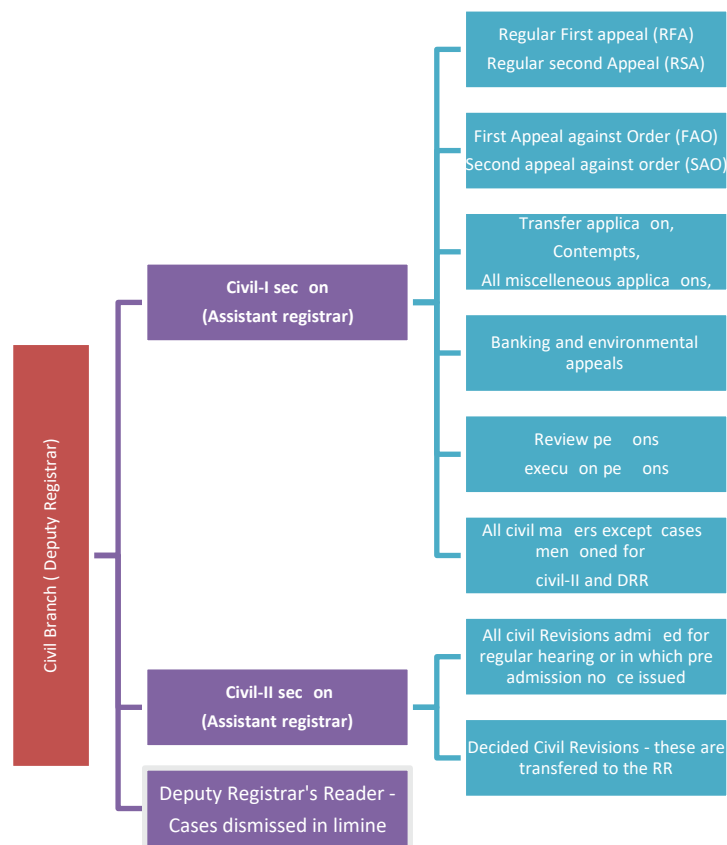 Civil Branch ( Deputy Registrar)
Civil-I sec on
(Assistant registrar)
Regular First appeal (RFA)
Regular second Appeal (RSA)
First Appeal against Order (FAO)
Second appeal against order (SAO)
Transfer applica on,
Contempts,
All miscelleneous applica ons,
Banking and environmental
appeals
Review pe ons
execu on pe ons
All civil ma ers except cases
men oned for
civil-II and DRR
Civil-II sec on
(Assistant registrar)
All civil Revisions admi ed for
regular hearing or in which pre
admission no ce issued
Decided Civil Revisions - these are
transfered to the RR
Deputy Registrar's Reader -
Cases dismissed in limine